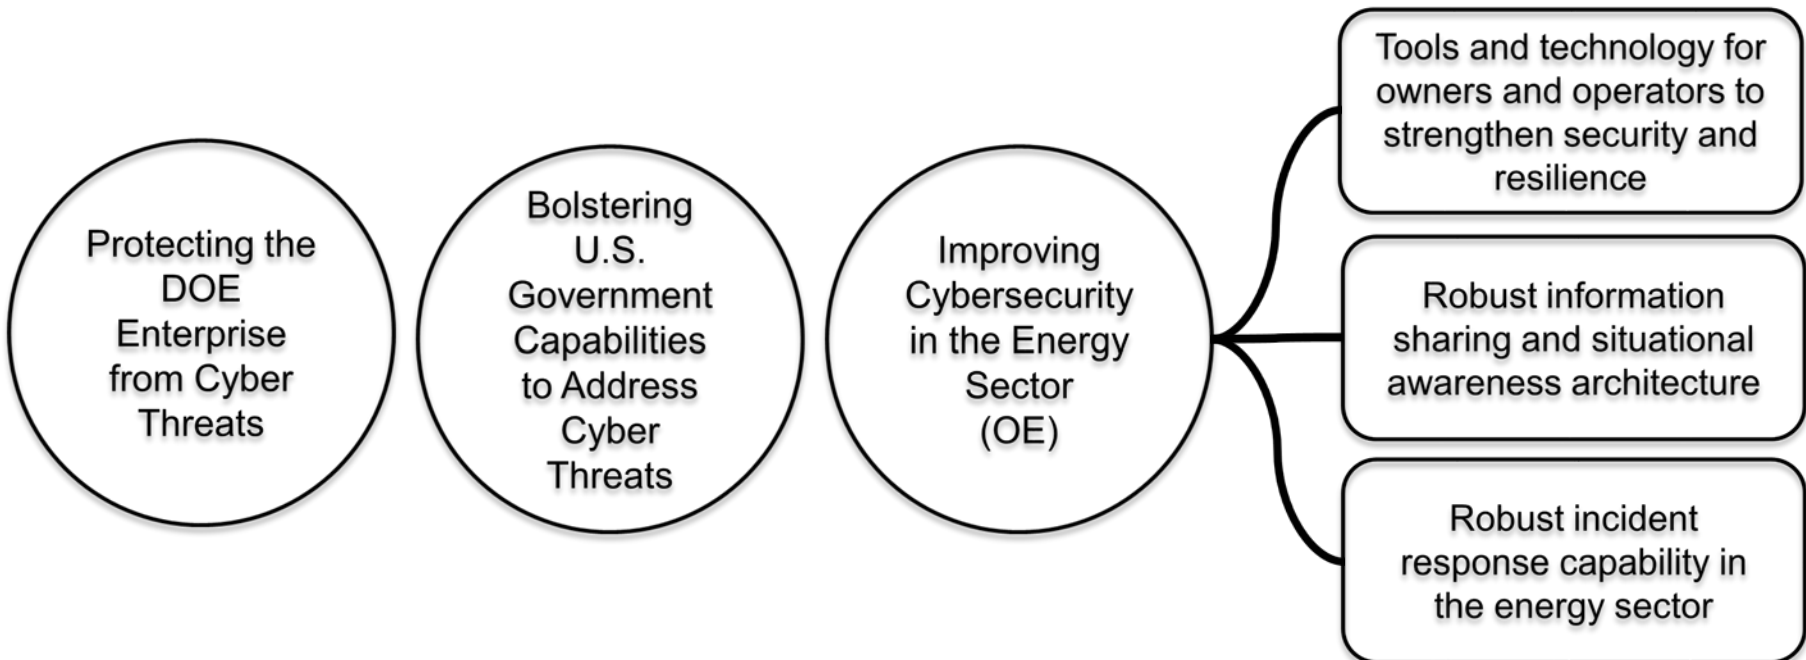 Protecting the
DOE
Enterprise
from Cyber
Threats
Bolstering
U.S.
Government
Capabilities
to Address
Cyber
Threats
Improving
Cybersecurity
in the Energy
Sector
(OE)
Tools and technology for
owners and operators to
strengthen security and
resilience
Robust information
sharing and situational
awareness architecture
Robust incident
response capability in
the energy sector